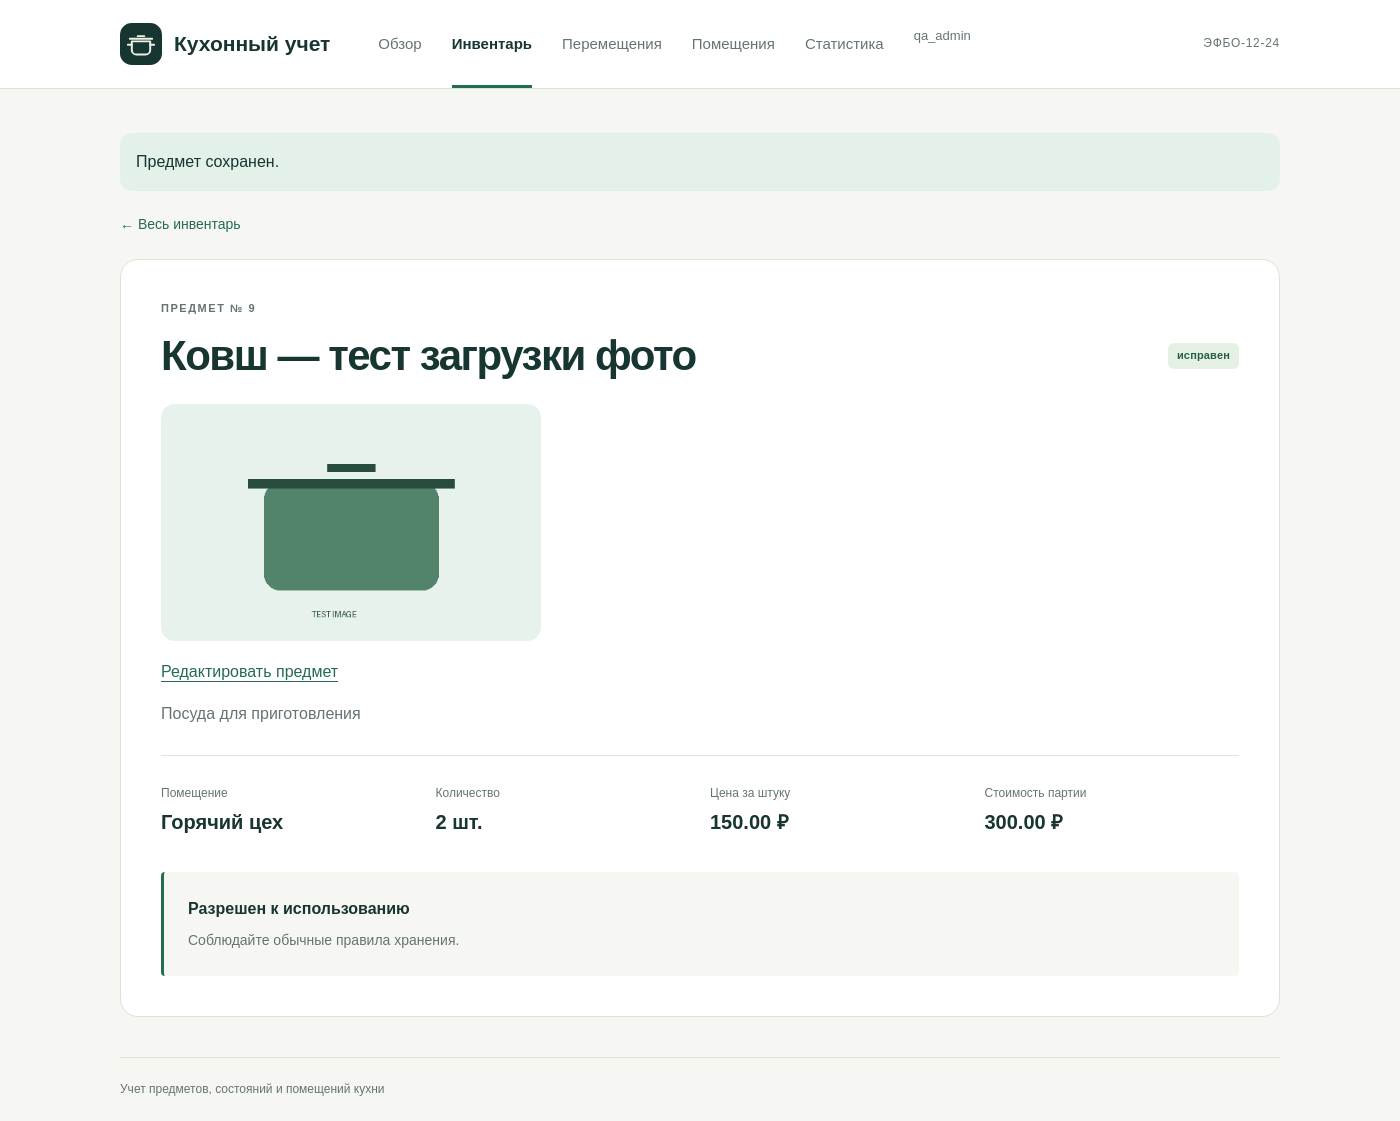 Кухонный учет
Обзор
Инвентарь
Перемещения
Помещения
Статистика
qa_admin
ЭФБО-12-24
Предмет сохранен.
← Весь инвентарь
ПРЕДМЕТ № 9
Ковш — тест загрузки фото
исправен
TEST IMAGE
Редактировать предмет
Посуда для приготовления
Помещение
Горячий цех
Количество
2 шт.
Цена за штуку
150.00 ₽
Стоимость партии
300.00 ₽
Разрешен к использованию
Соблюдайте обычные правила хранения.
Учет предметов, состояний и помещений кухни